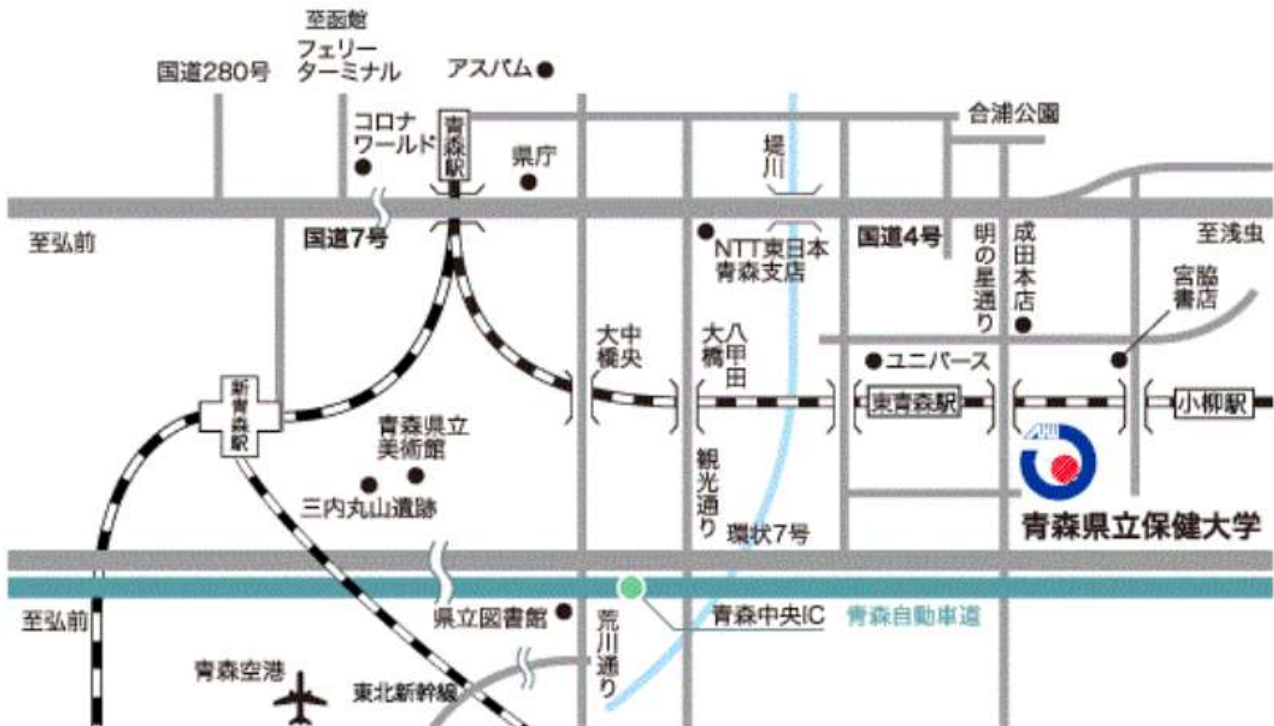 至函館
フェリー
ターミナル
国道280号
アスパム
コロナ
ワールド
青森駅
県庁
堤川
合浦公園
至弘前
国道7号
NTT東日本
青森支店
国道4号
明の星通り
成田本店
至浅虫
宮脇
書店
中央
大橋
八甲田
大橋
ユニバース
新青森駅
東青森駅
小柳駅
青森県立
美術館
三内丸山遺跡
観光通り
環状7号
AHU
青森県立保健大学
至弘前
県立図書館
荒川通り
青森中央IC
青森自動車道
青森空港
東北新幹線